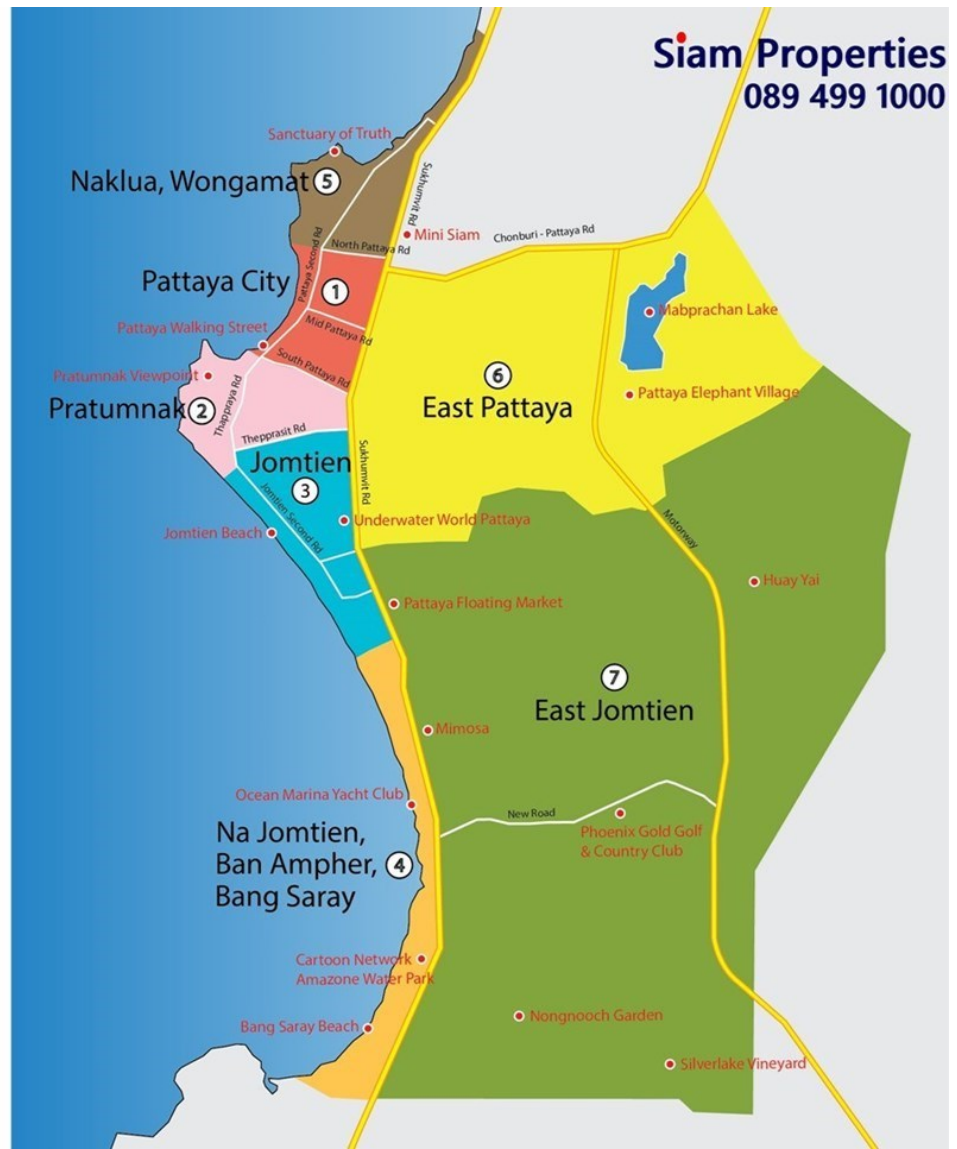 Siam Properties
089 499 1000
Sanctuary of Truth
Naklua, Wongamat 5
Sukhumvit Rd
Mini Siam
Chonburi - Pattaya Rd
North Pattaya Rd
Pattaya Second Rd
Pattaya City
1
Mabprachan Lake
Mid Pattaya Rd
Pattaya Walking Street
South Pattaya Rd
Pratumnak Viewpoint
6
East Pattaya
Pattaya Elephant Village
Pratumnak 2
Thappraya Rd
Thepprasit Rd
Jomtien
3
Sukhumvit Rd
Jomtien Second Rd
Underwater World Pattaya
Jomtien Beach
Motorway
Huay Yai
Pattaya Floating Market
7
East Jomtien
Mimosa
Ocean Marina Yacht Club
New Road
Phoenix Gold Golf
& Country Club
Na Jomtien,
Ban Ampher, 4
Bang Saray
Cartoon Network
Amazone Water Park
Bang Saray Beach
Nongnooch Garden
Silverlake Vineyard